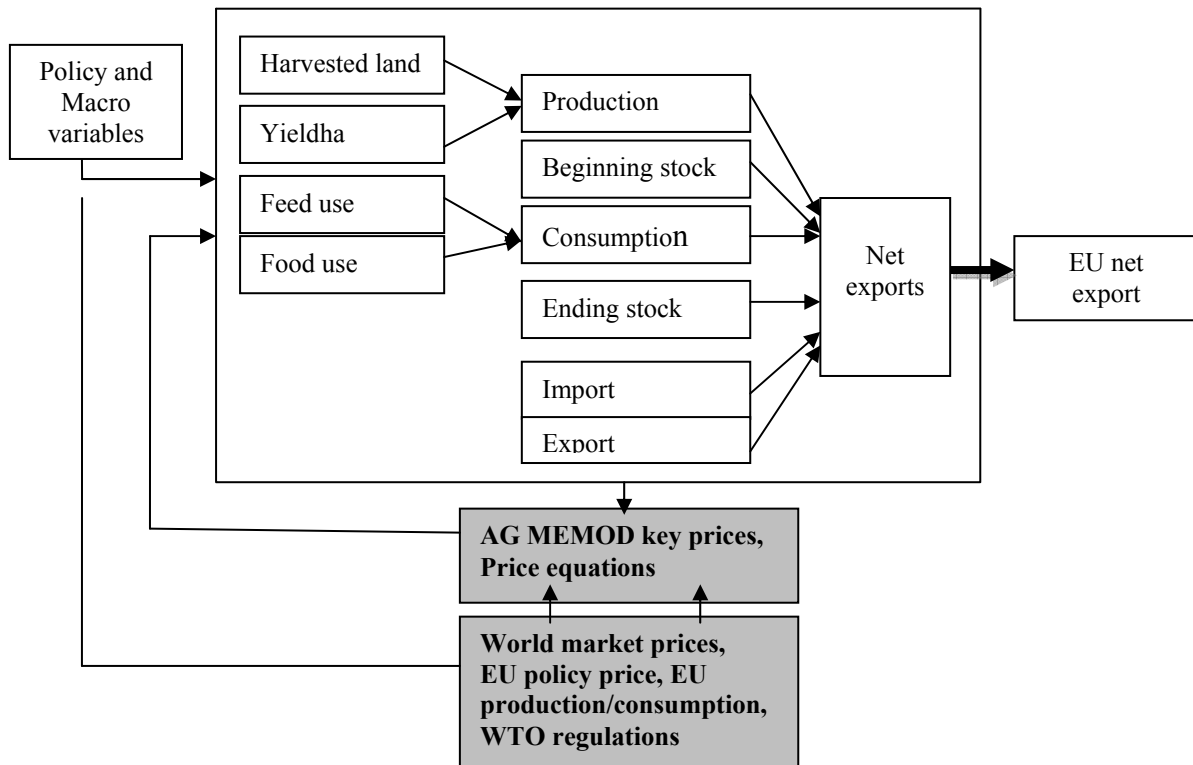 Policy and
Macro
variables
Harvested land
Yieldha
Feed use
Food use
Production
Beginning stock
Consumption
Ending stock
Import
Export
Net
exports
EU net
export
AG MEMOD key prices,
Price equations
World market prices,
EU policy price, EU
production/consumption,
WTO regulations